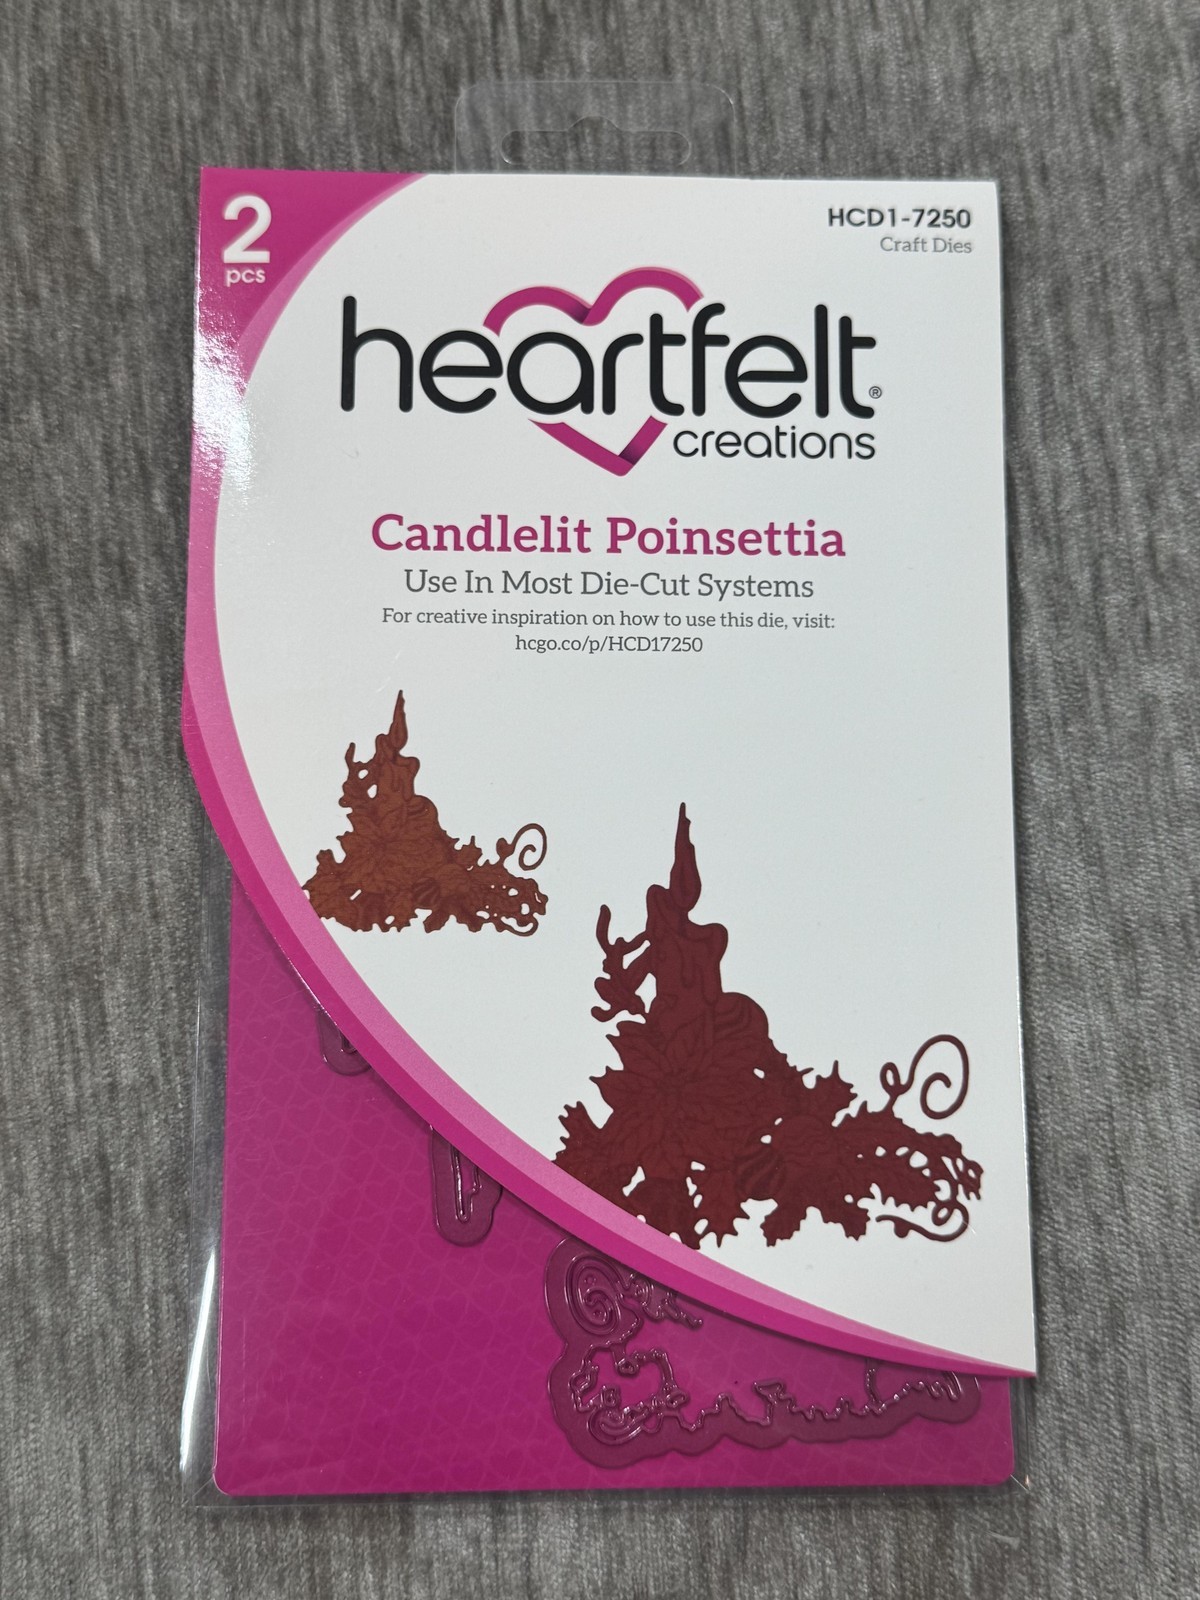 2
pcs
HCD1-7250
Craft Dies
heartfelt®
creations
Candlelit Poinsettia
Use In Most Die-Cut Systems
For creative inspiration on how to use this die, visit:
hcgo.co/p/HCD17250